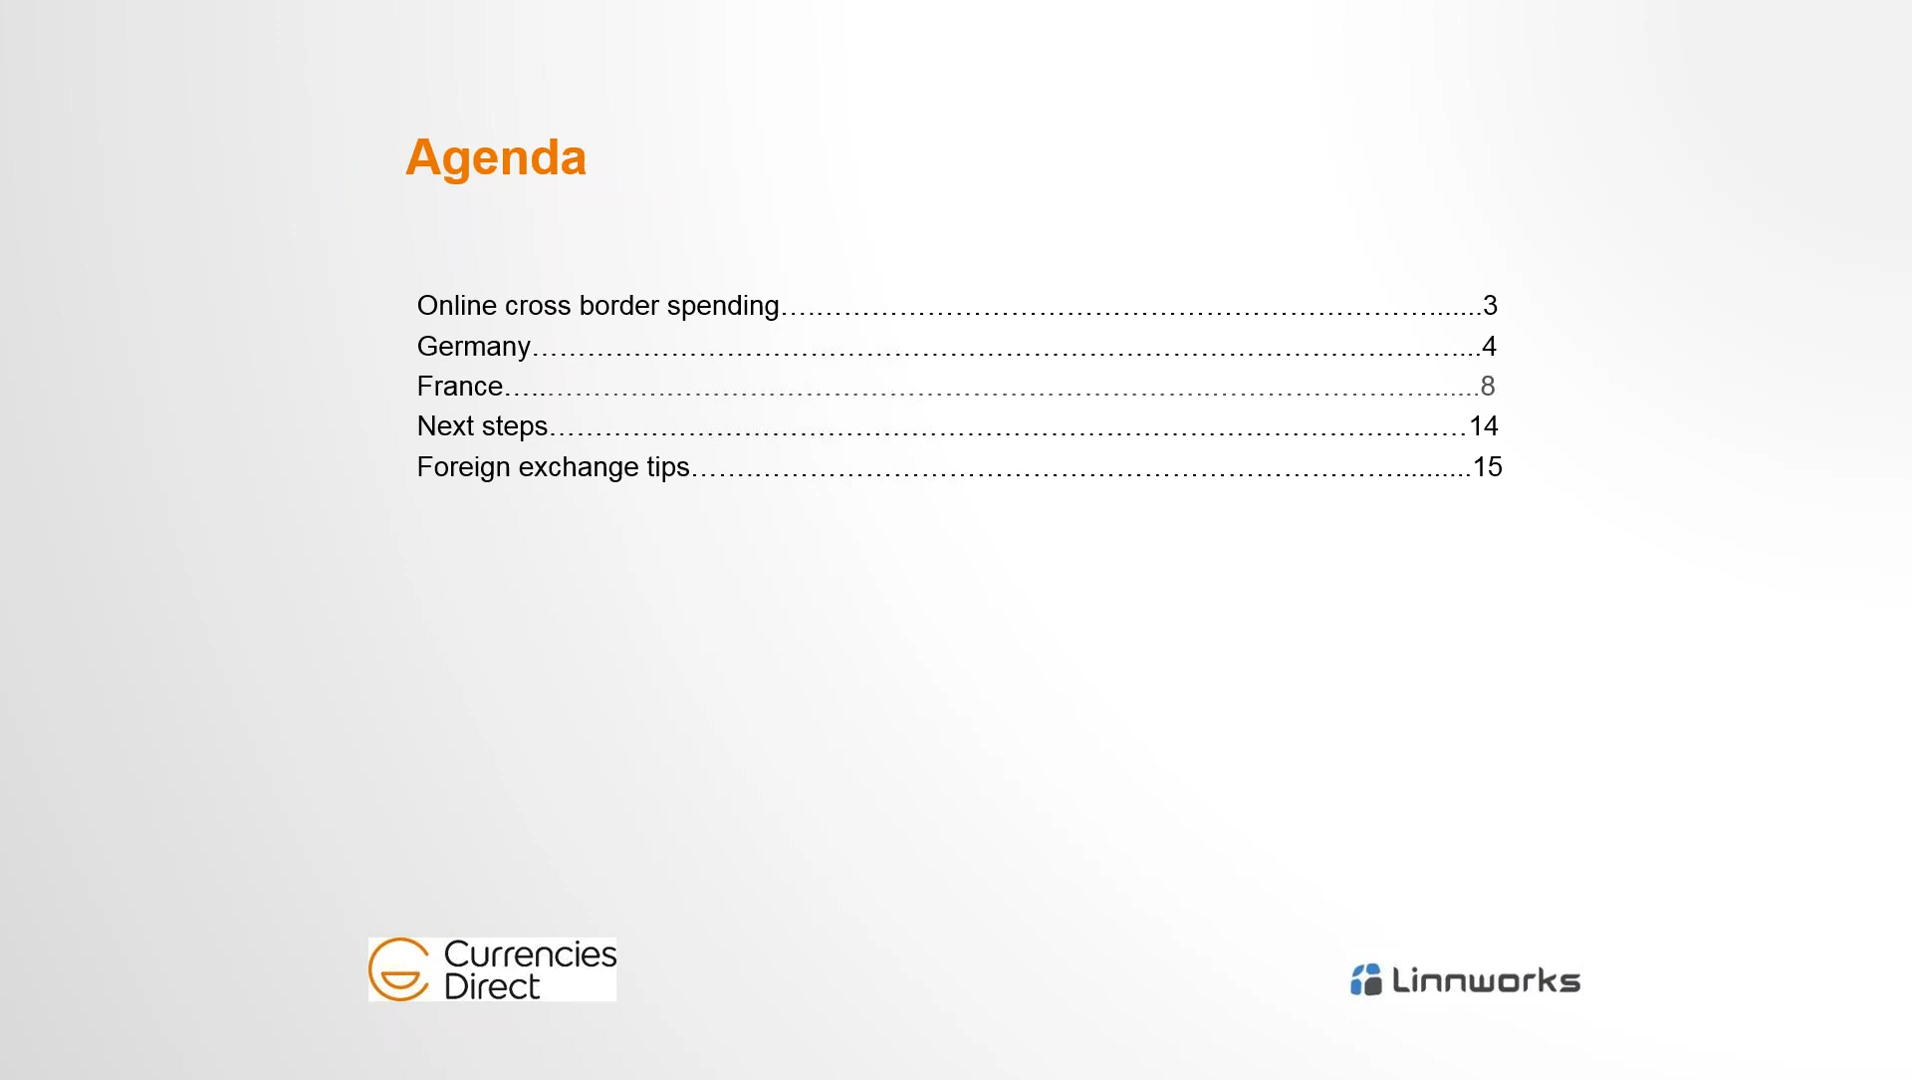 Agenda
Online cross border spending……………………………………………………………………......3
Germany…………………………………………………………………………………………...4
France…..………………………………………………………………………………………......8
Next steps………………………………………………………………………………………14
Foreign exchange tips……………………………………………………………………..........15
Currencies
Direct
Linnworks